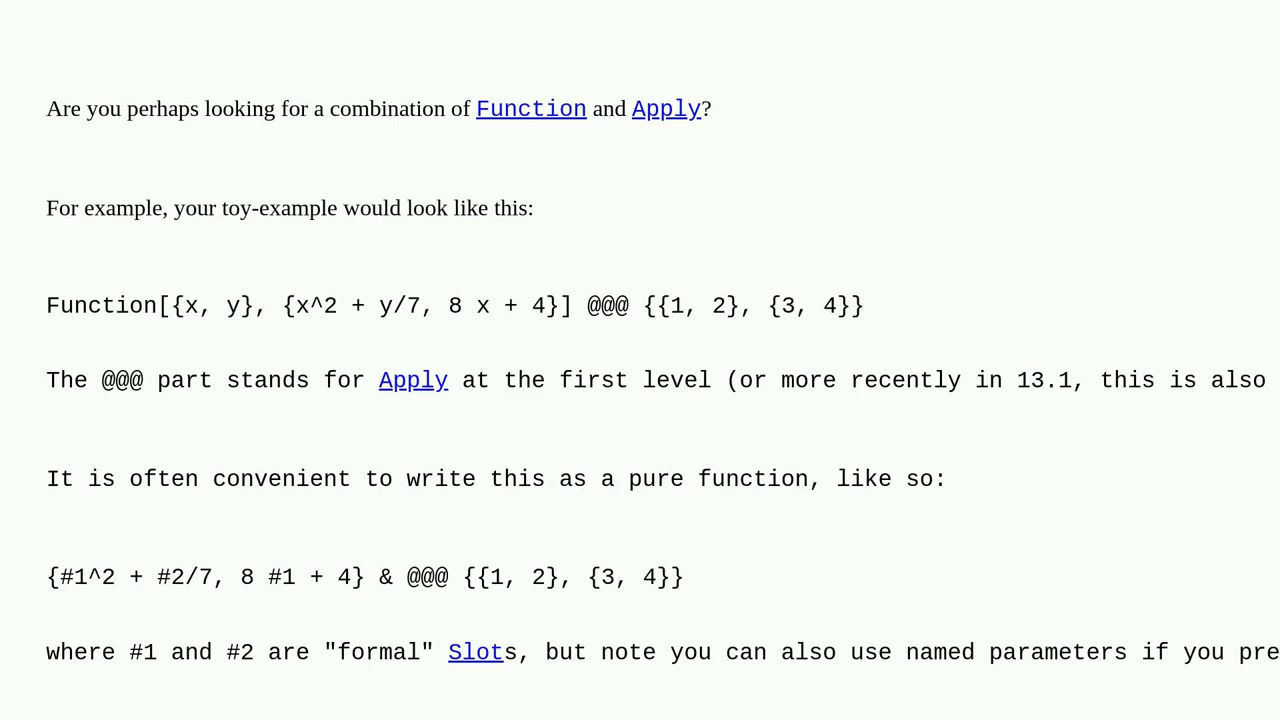 Are you perhaps looking for a combination of Function and Apply?
For example, your toy-example would look like this:
Function[{x, y}, {x^2 + y/7, 8 x + 4}] @@@ {{1, 2}, {3, 4}}
The @@@ part stands for Apply at the first level (or more recently in 13.1, this is also
It is often convenient to write this as a pure function, like so:
{#1^2 + #2/7, 8 #1 + 4} & @@@ {{1, 2}, {3, 4}}
where #1 and #2 are "formal" Slots, but note you can also use named parameters if you pre